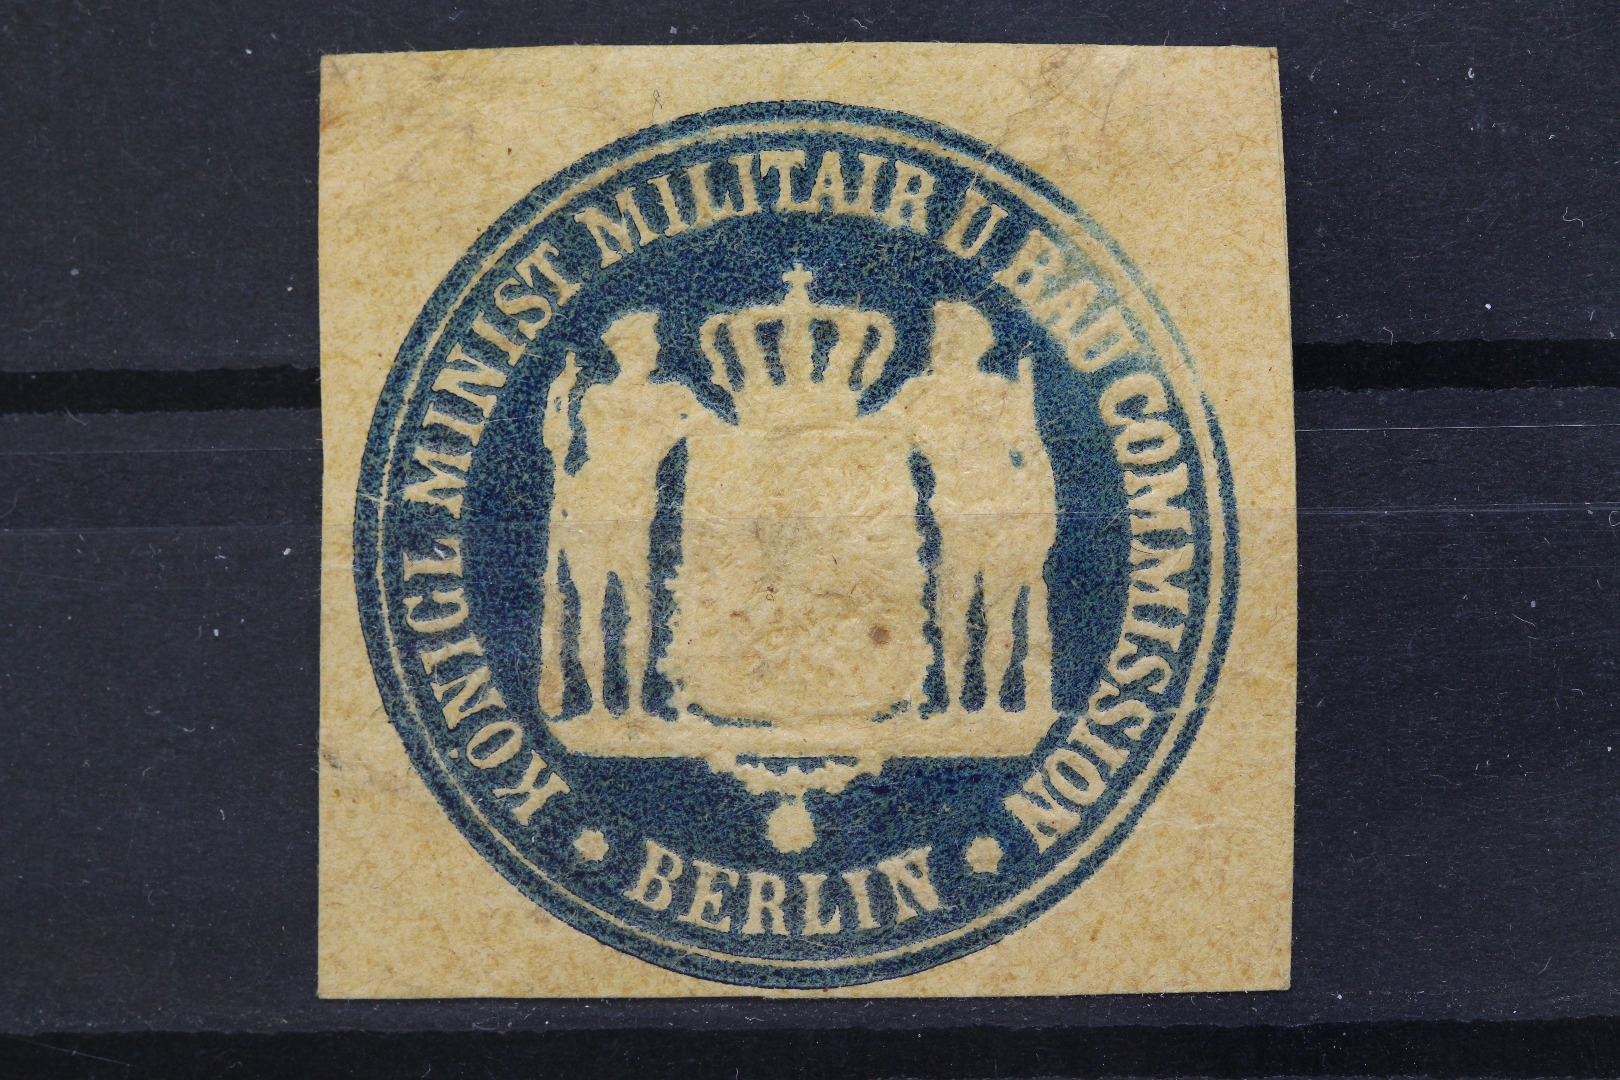 KÖNIGL MINIST MILITAIR U BAU COMMISSION
* BERLIN *